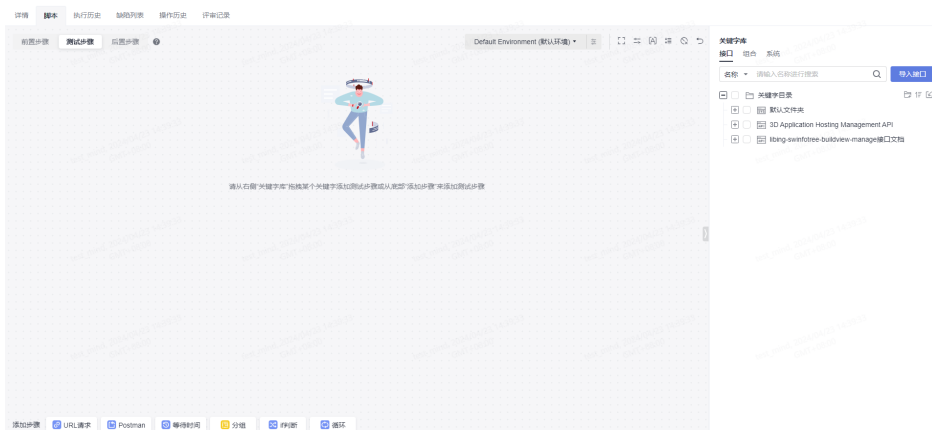 详情 脚本 执行历史 缺陷列表 操作历史 评审记录
前置步骤 测试步骤 后置步骤
Default Environment (默认环境)
关键字库
接口 组合 系统
名称 请输入名称进行搜索 导入接口
关键字目录
默认文件夹
3D Application Hosting Management API
libing-swinfotree-buildview-manage接口文档
请从右侧“关键字库”拖拽某个关键字添加测试步骤或从底部“添加步骤”来添加测试步骤
添加步骤 URL请求 Postman 等待时间 分组 if判断 循环